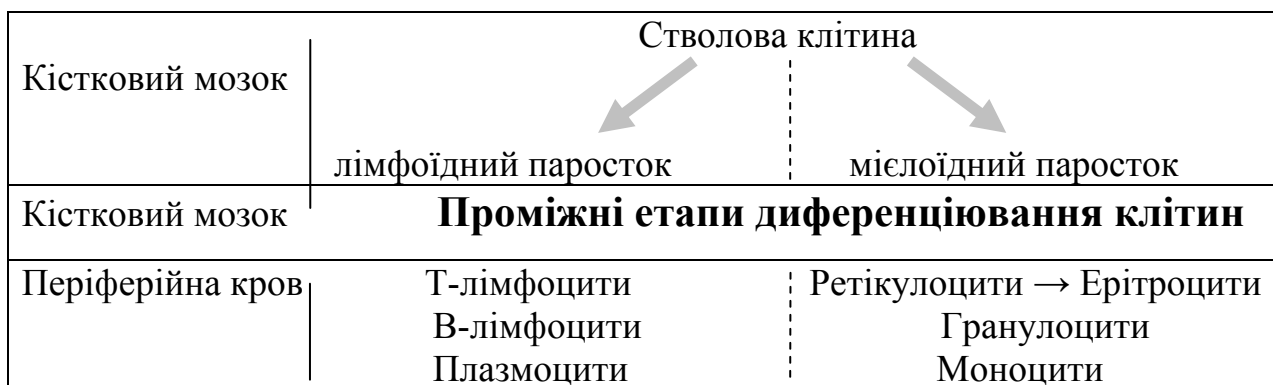 Стволова клітина
Кістковий мозок
лімфоїдний паросток мієлоїдний паросток
Кістковий мозок Проміжні етапи диференціювання клітин
Періферійна кров Т-лімфоцити Ретікулоцити → Ерітроцити
В-лімфоцити Гранулоцити
Плазмоцити Моноцити